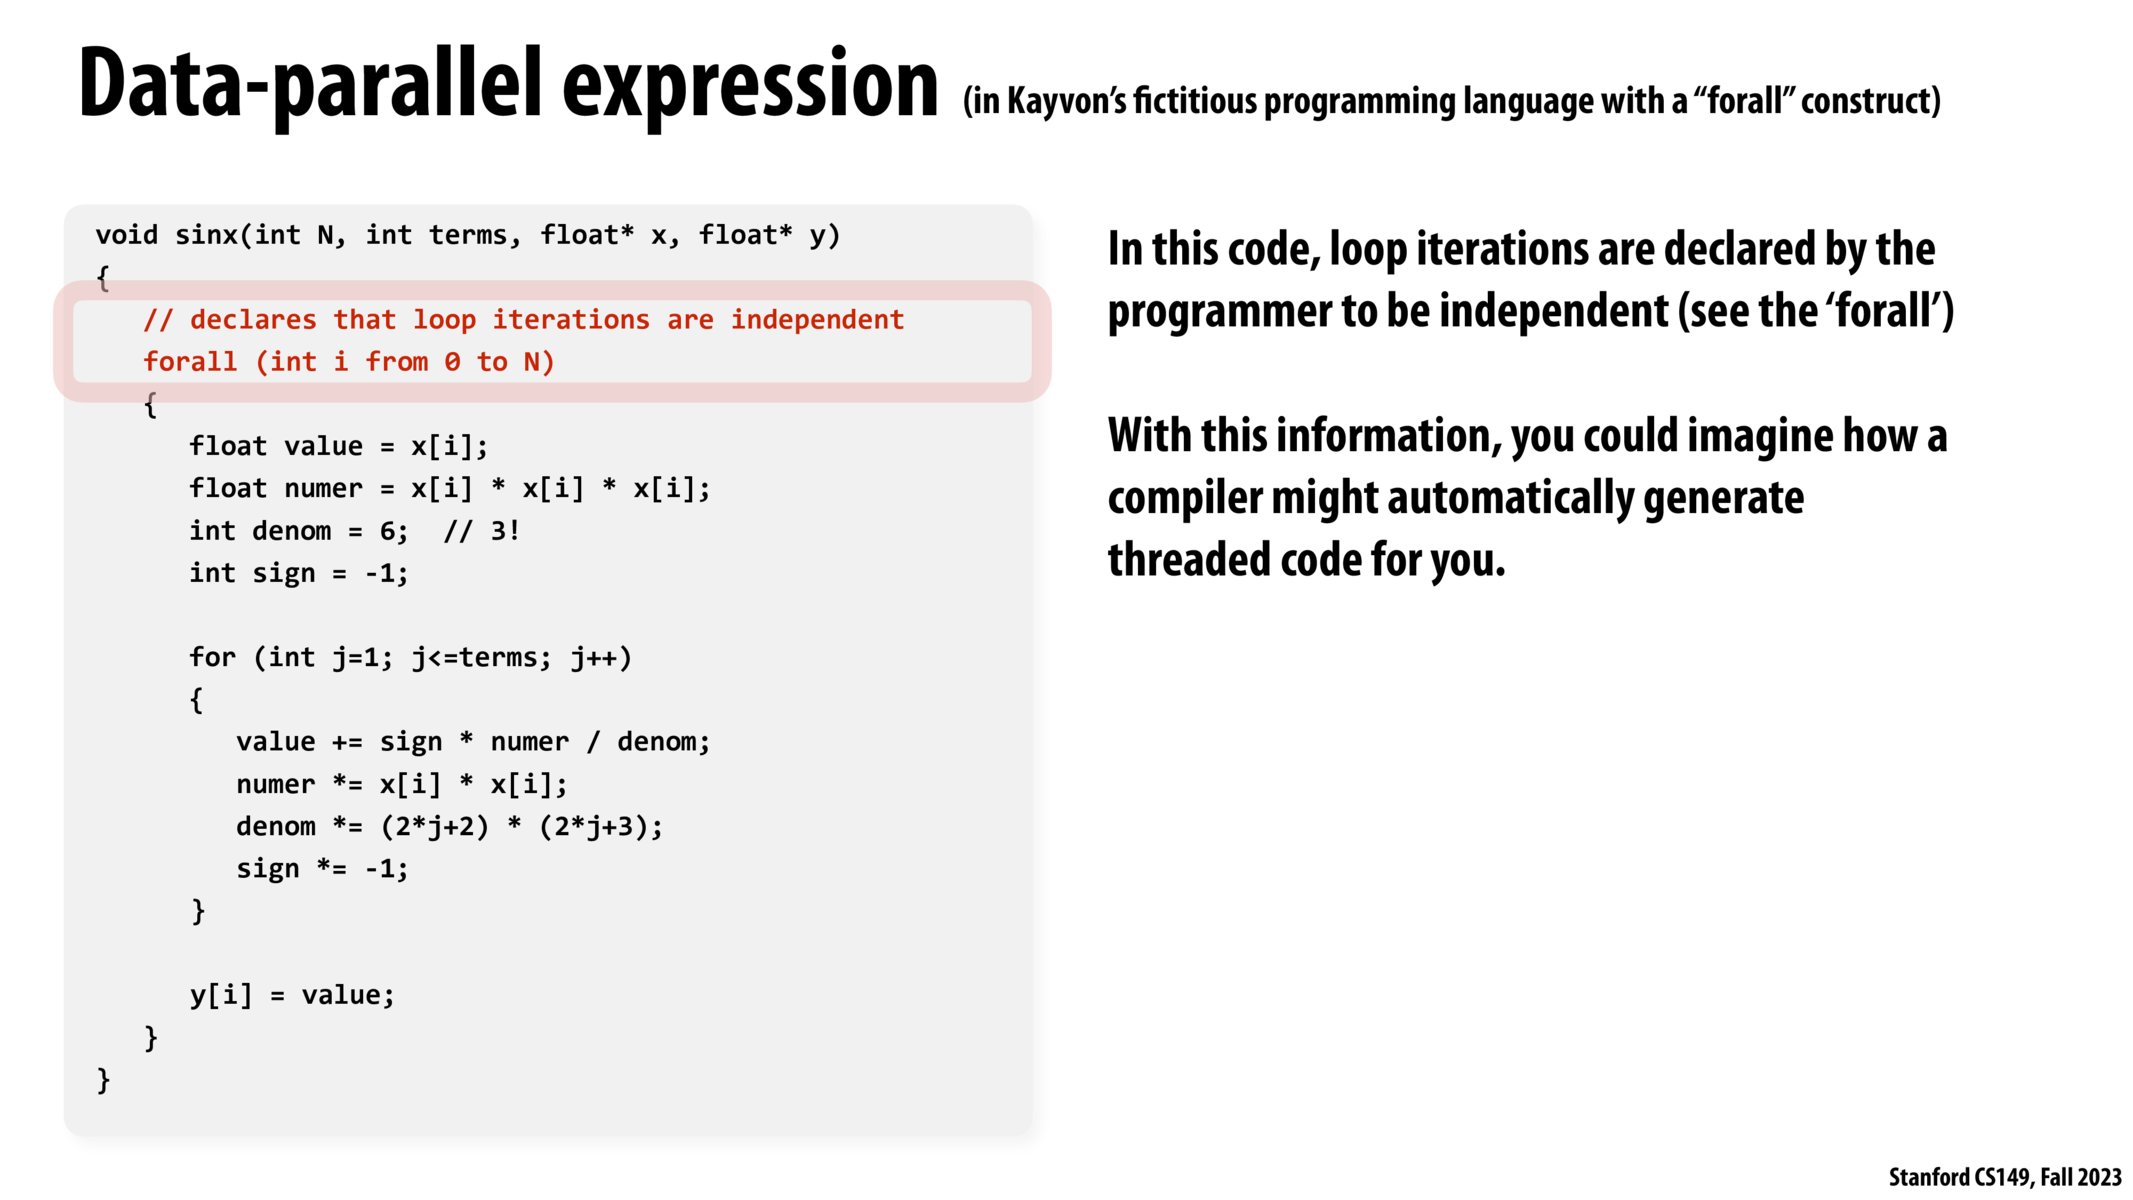 Data-parallel expression (in Kayvon’s fictitious programming language with a “forall” construct)
void sinx(int N, int terms, float* x, float* y)
{
// declares that loop iterations are independent
forall (int i from 0 to N)
{
float value = x[i];
float numer = x[i] * x[i] * x[i];
int denom = 6;  // 3!
int sign = -1;
for (int j=1; j<=terms; j++)
{
value += sign * numer / denom;
numer *= x[i] * x[i];
denom *= (2*j+2) * (2*j+3);
sign *= -1;
}
y[i] = value;
}
}
In this code, loop iterations are declared by the
programmer to be independent (see the ‘forall’)
With this information, you could imagine how a
compiler might automatically generate
threaded code for you.
Stanford CS149, Fall 2023